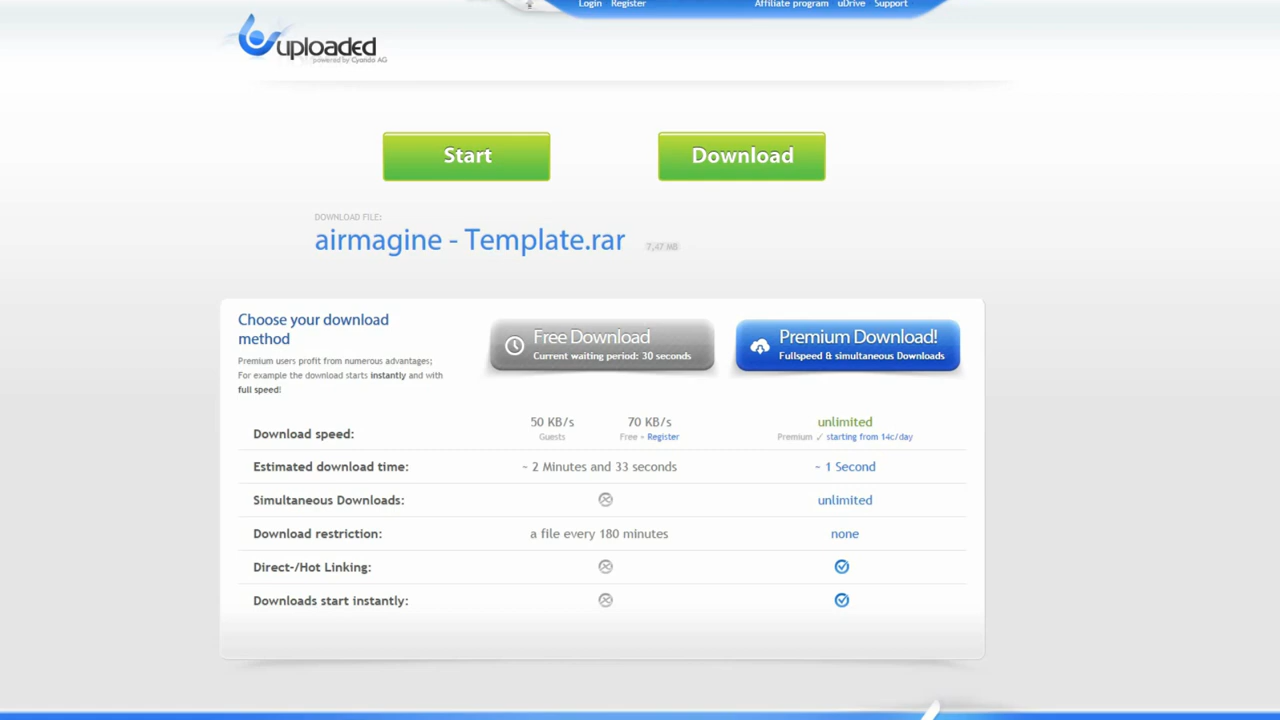 Login Register Affiliate program uDrive Support
uploaded
powered by Cyando AG
Start Download
DOWNLOAD FILE:
airmagine - Template.rar 7,47 MB
Choose your download
method
Premium users profit from numerous advantages;
For example the download starts instantly and with
full speed!
Free Download
Current waiting period: 30 seconds
Premium Download!
Fullspeed & simultaneous Downloads
Download speed: 50 KB/s 70 KB/s unlimited
Guests Free - Register Premium ✓ starting from 14c/day
Estimated download time: ~ 2 Minutes and 33 seconds ~ 1 Second
Simultaneous Downloads: unlimited
Download restriction: a file every 180 minutes none
Direct-/Hot Linking:
Downloads start instantly: